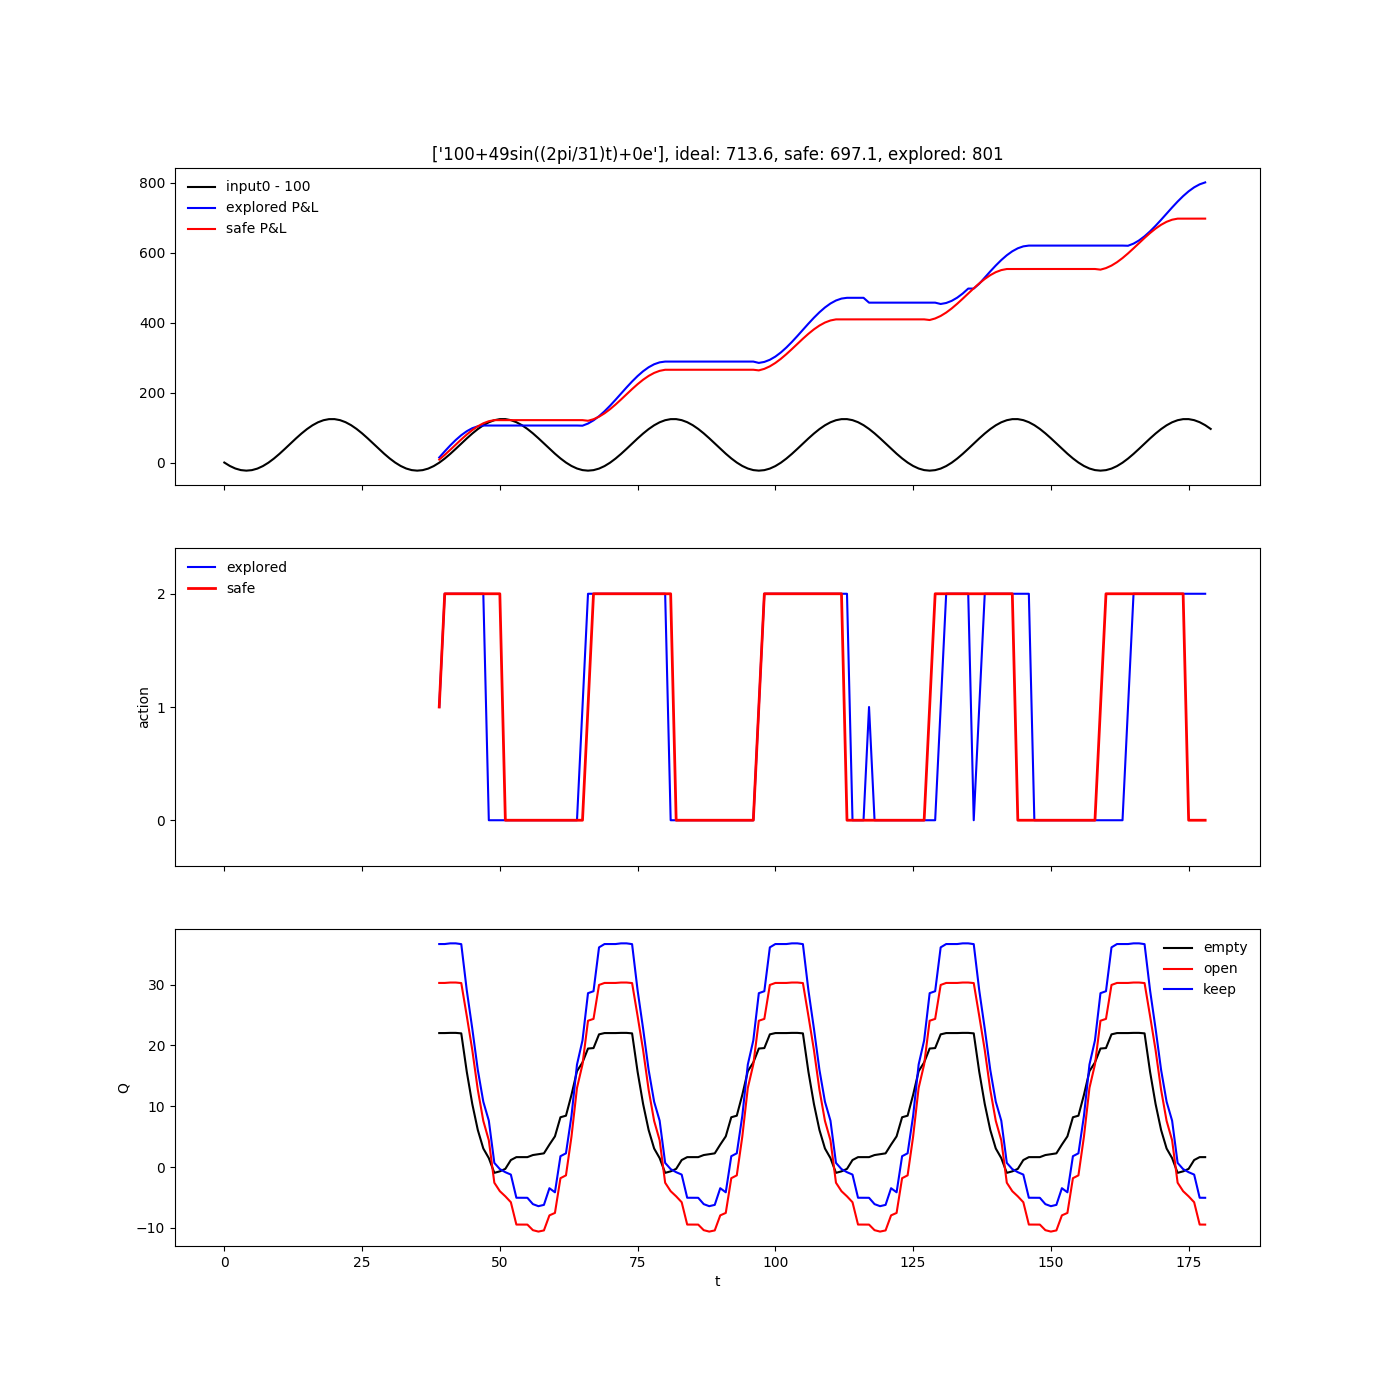 ['100+49sin((2pi/31)t)+0e'], ideal: 713.6, safe: 697.1, explored: 801
800
600
400
200
0
input0 - 100
explored P&L
safe P&L
action
2
1
0
explored
safe
Q
30
20
10
0
−10
empty
open
keep
0 25 50 75 100 125 150 175
t